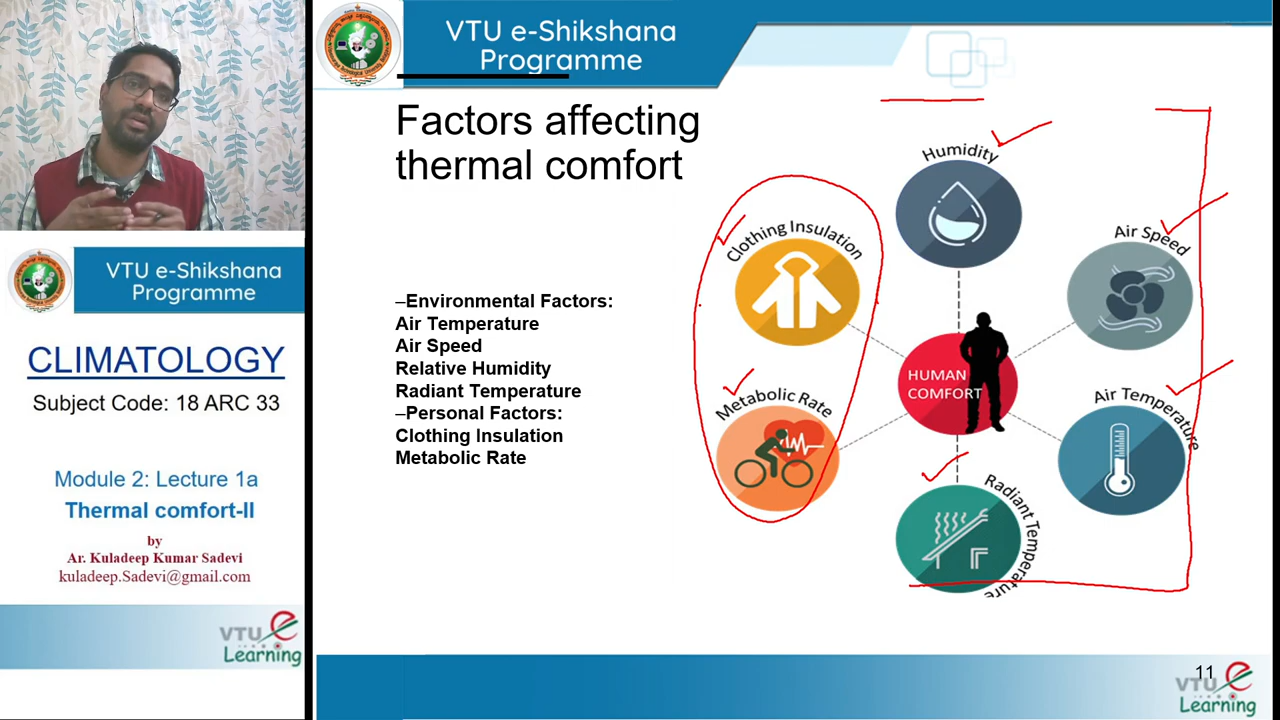 VTU e-Shikshana
Programme
CLIMATOLOGY
Subject Code: 18 ARC 33
Module 2: Lecture 1a
Thermal comfort-II
by
Ar. Kuladeep Kumar Sadevi
kuladeep.Sadevi@gmail.com
VTU e
Learning
VTU e-Shikshana
Programme
Factors affecting
thermal comfort
–Environmental Factors:
Air Temperature
Air Speed
Relative Humidity
Radiant Temperature
–Personal Factors:
Clothing Insulation
Metabolic Rate
Humidity
Clothing Insulation
Air Speed
HUMAN
COMFORT
Metabolic Rate
Air Temperature
Radiant Temperature
11
VTU e
Learning